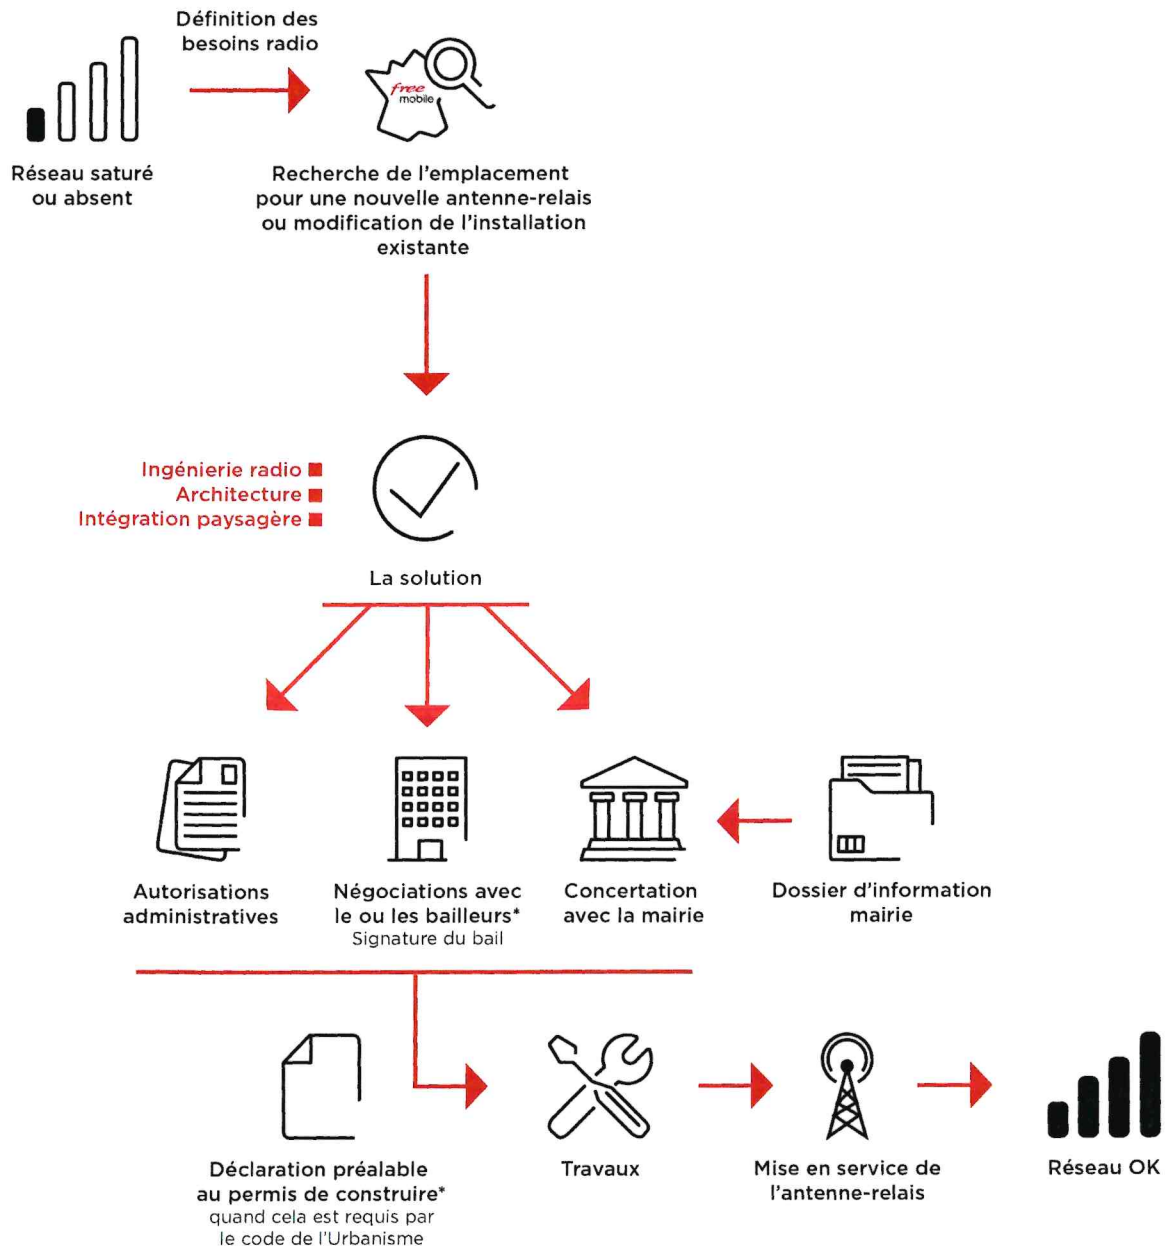 Définition des
besoins radio
free
mobile
Réseau saturé
ou absent
Recherche de l'emplacement
pour une nouvelle antenne-relais
ou modification de l'installation
existante
Ingénierie radio
Architecture
Intégration paysagère
La solution
Autorisations
administratives
Négociations avec
le ou les bailleurs*
Signature du bail
Concertation
avec la mairie
Dossier d'information
mairie
Déclaration préalable
au permis de construire*
quand cela est requis par
le code de l'Urbanisme
Travaux
Mise en service de
l'antenne-relais
Réseau OK